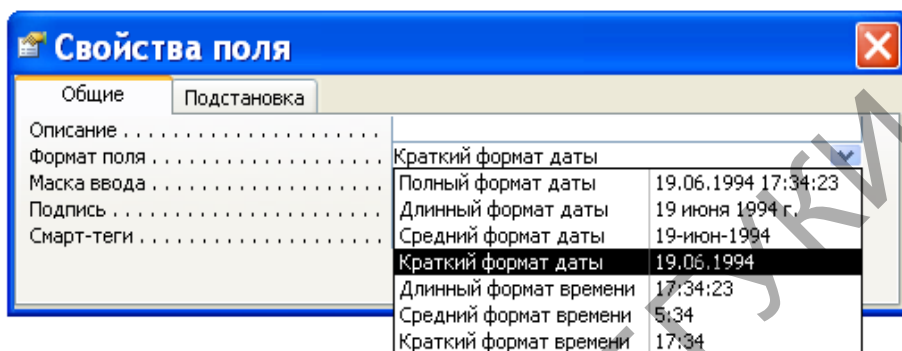 Свойства поля
Общие Подстановка
Описание . . . . . . . . . . . . . . . . . . . . .
Формат поля . . . . . . . . . . . . . . . . . . . Краткий формат даты
Маска ввода . . . . . . . . . . . . . . . . . . . Полный формат даты 19.06.1994 17:34:23
Подпись . . . . . . . . . . . . . . . . . . . . . . Длинный формат даты 19 июня 1994 г.
Смарт-теги . . . . . . . . . . . . . . . . . . . . Средний формат даты 19-июн-1994
Краткий формат даты 19.06.1994
Длинный формат времени 17:34:23
Средний формат времени 5:34
Краткий формат времени 17:34